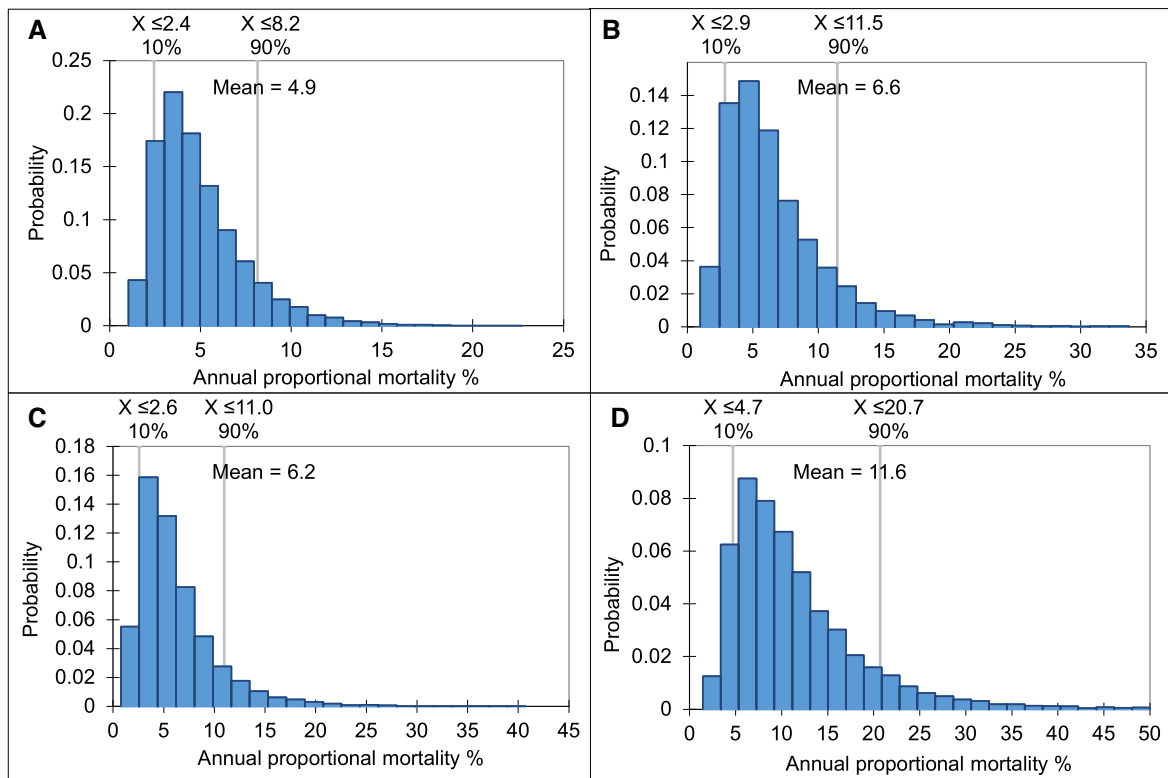 A
X ≤2.4
10%
X ≤8.2
90%
Mean = 4.9
0.25
0.2
0.15
0.1
0.05
0
Probability
0 5 10 15 20 25
Annual proportional mortality %
B
X ≤2.9
10%
X ≤11.5
90%
Mean = 6.6
0.14
0.12
0.1
0.08
0.06
0.04
0.02
0
Probability
0 5 10 15 20 25 30 35
Annual proportional mortality %
C
X ≤2.6
10%
X ≤11.0
90%
Mean = 6.2
0.18
0.16
0.14
0.12
0.10
0.08
0.06
0.04
0.02
0
Probability
0 5 10 15 20 25 30 35 40 45
Annual proportional mortality %
D
X ≤4.7
10%
X ≤20.7
90%
Mean = 11.6
0.1
0.08
0.06
0.04
0.02
0
Probability
0 5 10 15 20 25 30 35 40 45 50
Annual proportional mortality %